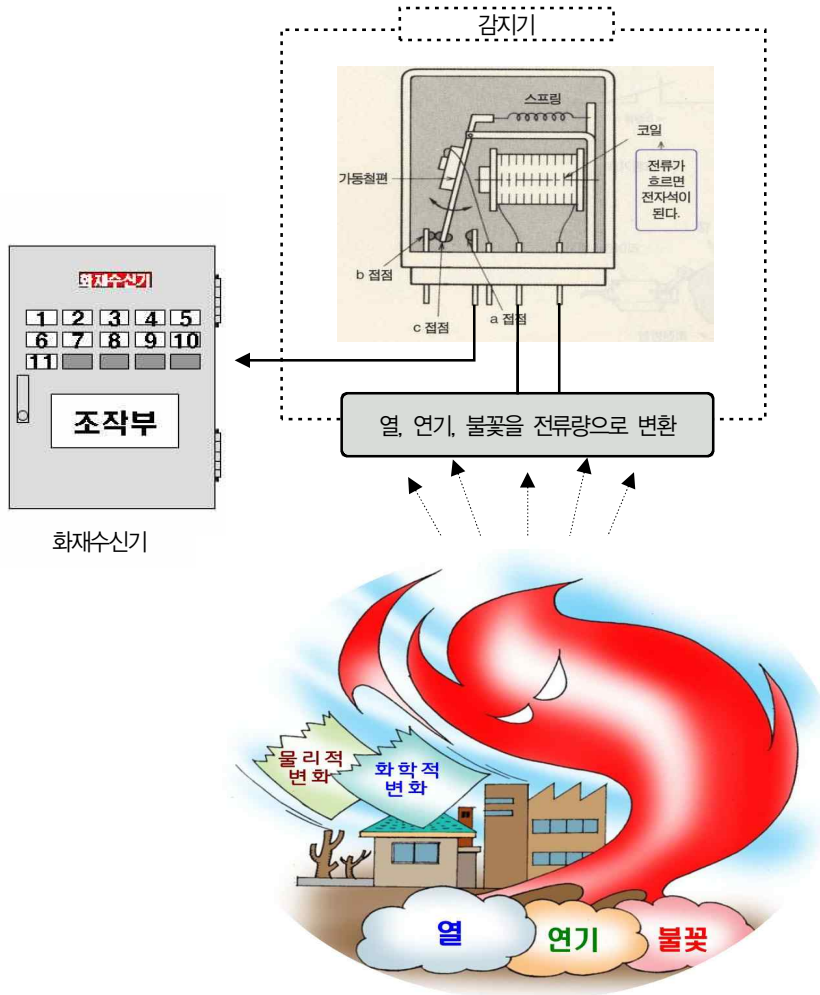 감지기
스프링
코일
전류가
흐르면
전자석이
된다.
가동철편
b 접점
c 접점
a 접점
화재수신기
1 2 3 4 5
6 7 8 9 10
11
조작부
화재수신기
열, 연기, 불꽃을 전류량으로 변환
물리적
변화
화학적
변화
열
연기
불꽃